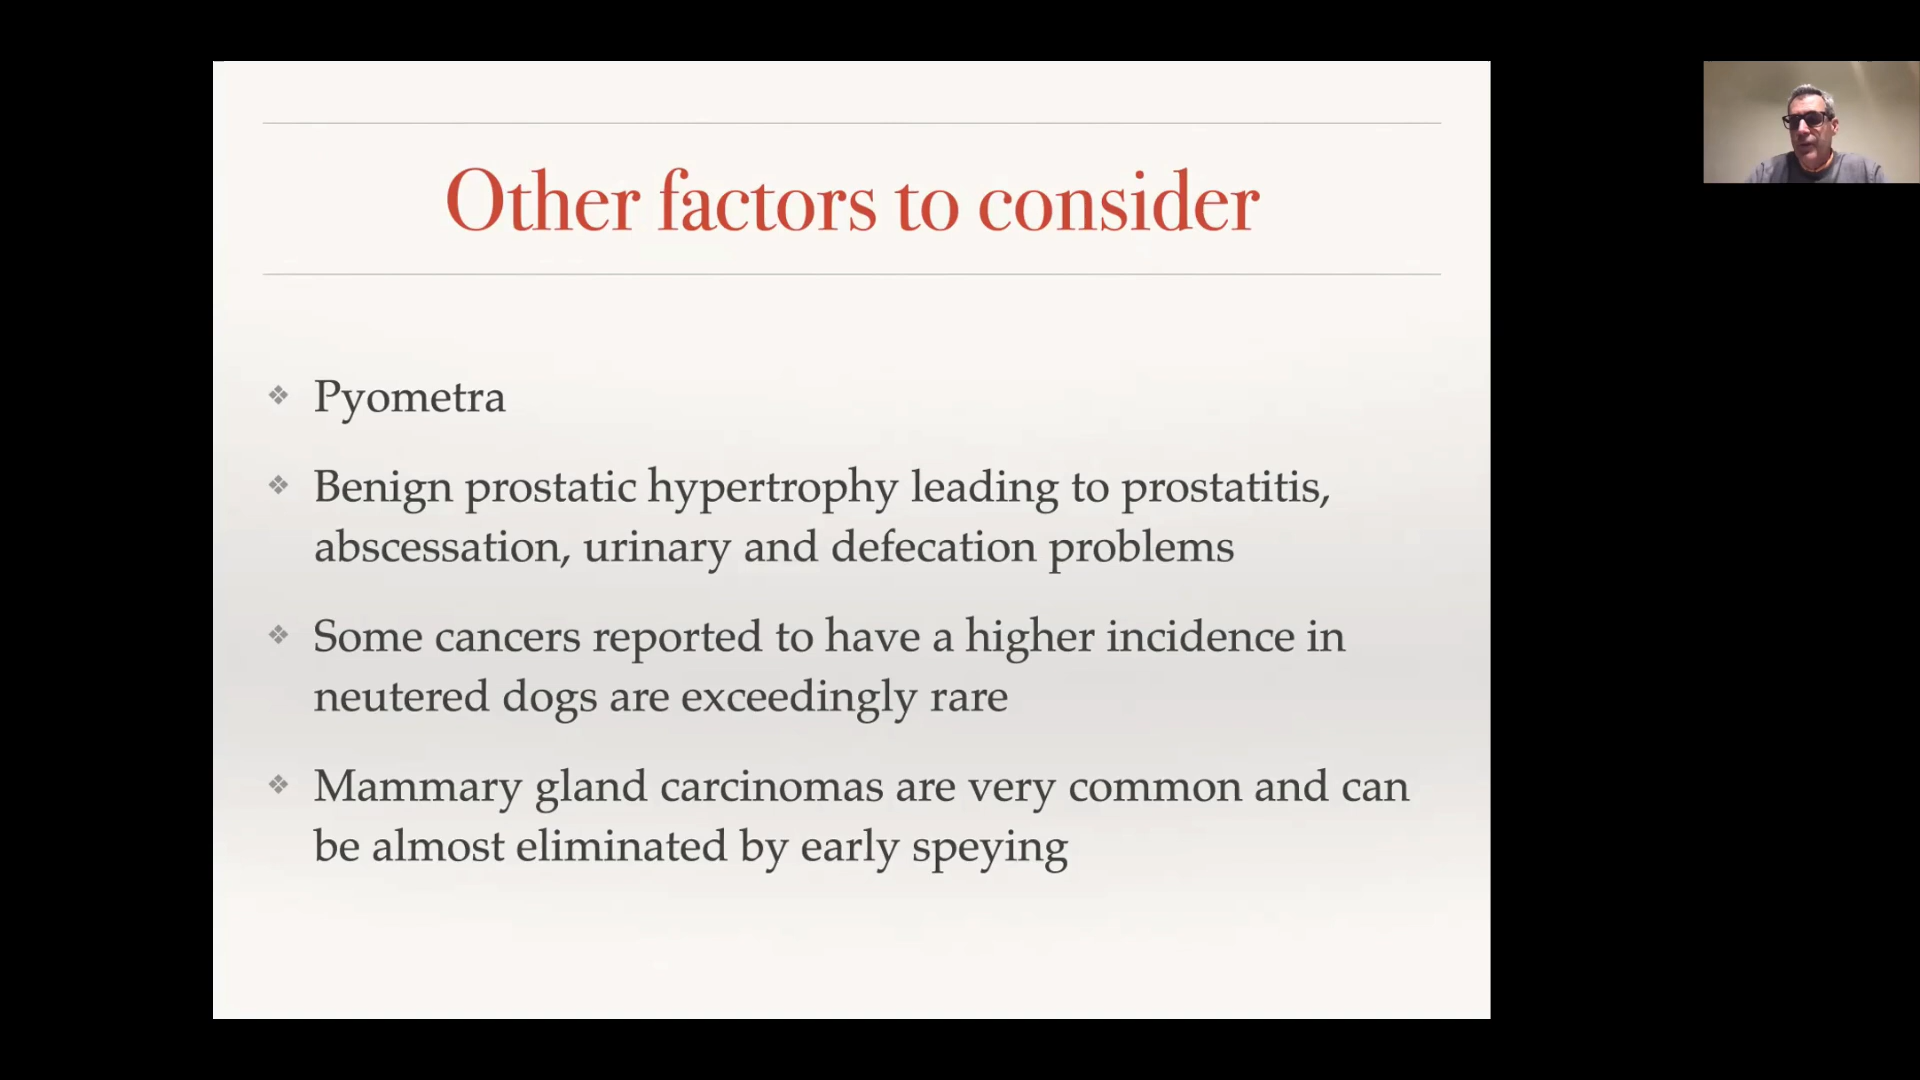 Other factors to consider
Pyometra
Benign prostatic hypertrophy leading to prostatitis,
abscessation, urinary and defecation problems
Some cancers reported to have a higher incidence in
neutered dogs are exceedingly rare
Mammary gland carcinomas are very common and can
be almost eliminated by early speying